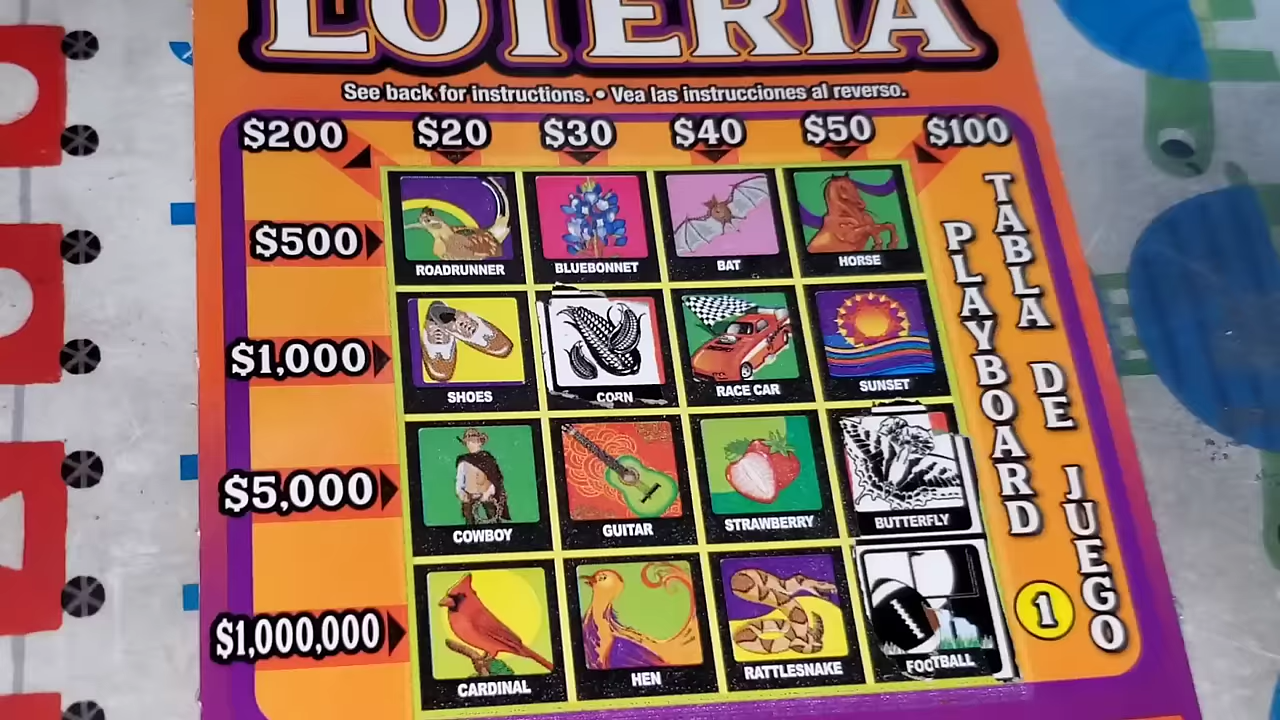 LOTERIA
See back for instructions. • Vea las instrucciones al reverso.
$200 $20 $30 $40 $50 $100
$500
ROADRUNNER BLUEBONNET BAT HORSE
$1,000
SHOES CORN RACE CAR SUNSET
$5,000
COWBOY GUITAR STRAWBERRY BUTTERFLY
$1,000,000
CARDINAL HEN RATTLESNAKE FOOTBALL
PLAYBOARD
TABLA DE JUEGO
1